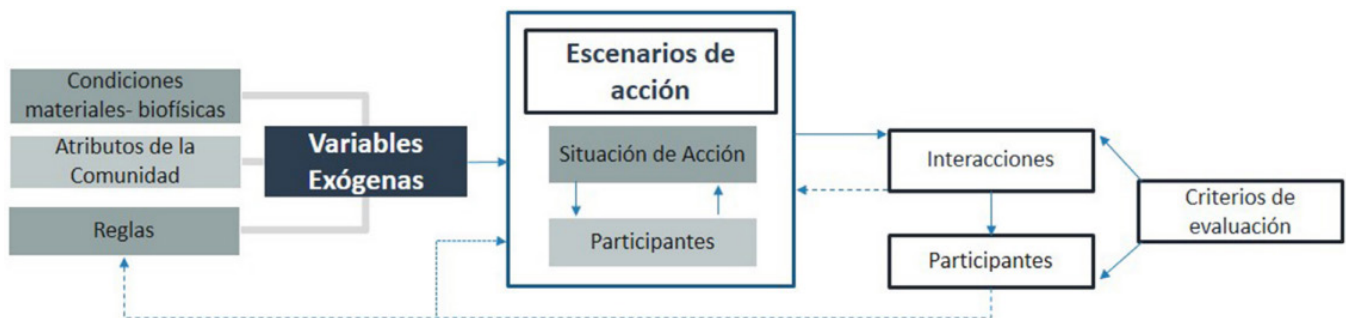 Condiciones
materiales- biofísicas
Atributos de la
Comunidad
Reglas
Variables
Exógenas
Escenarios de
acción
Situación de Acción
Participantes
Interacciones
Participantes
Criterios de
evaluación